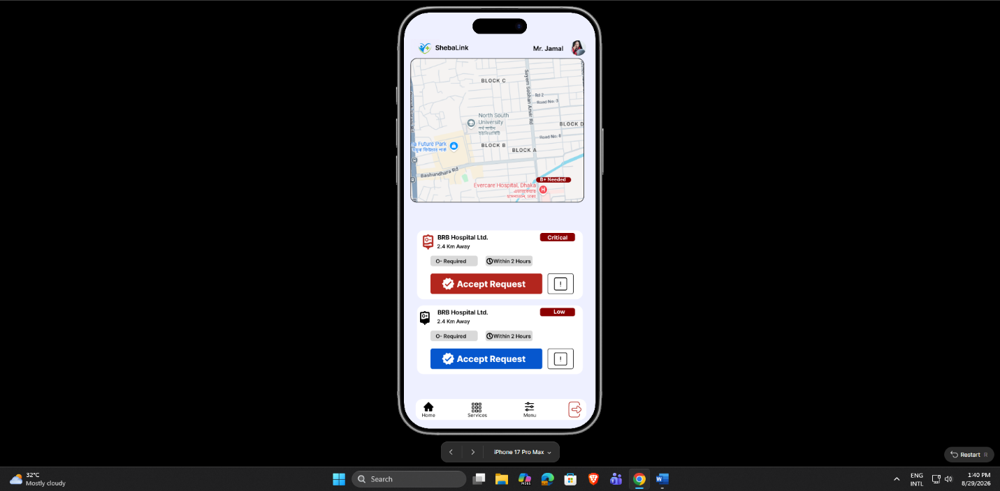 ShebaLink
Mr. Jamal
BLOCK C
Sayem Sobhan Anvir Rd
Rd 2
Road No. 3
North South
University
নর্থ সাউথ
ইউনিভার্সিটি
BLOCK D
Road No. 8
a Future Park
যমুনা ফিউচার পার্ক
BLOCK B
BLOCK A
Bashundhara Rd
B+ Needed
Evercare Hospital, Dhaka
H
এভারকেয়ার
হাসপাতাল, ঢাকা
BRB Hospital Ltd.
Critical
2.4 Km Away
O- Required
Within 2 Hours
Accept Request
!
BRB Hospital Ltd.
Low
2.4 Km Away
O- Required
Within 2 Hours
Accept Request
!
Home
Services
Menu
iPhone 17 Pro Max
Restart R
32°C
Mostly cloudy
Search
ENG
INTL
1:40 PM
8/29/2026